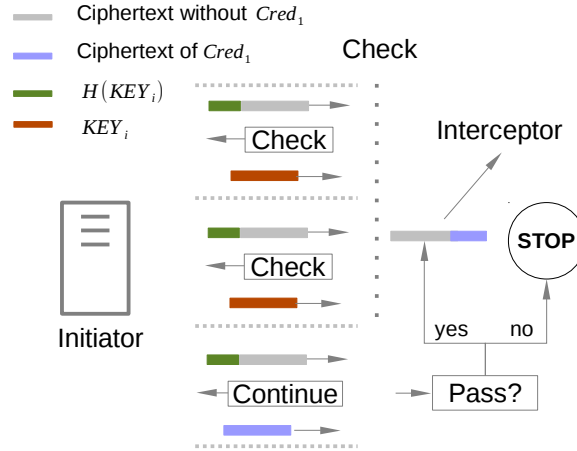 Ciphertext without Cred₁
Check
Ciphertext of Cred₁
H(KEYᵢ)
KEYᵢ
Check
Interceptor
Check
STOP
Initiator
yes no
Continue
Pass?